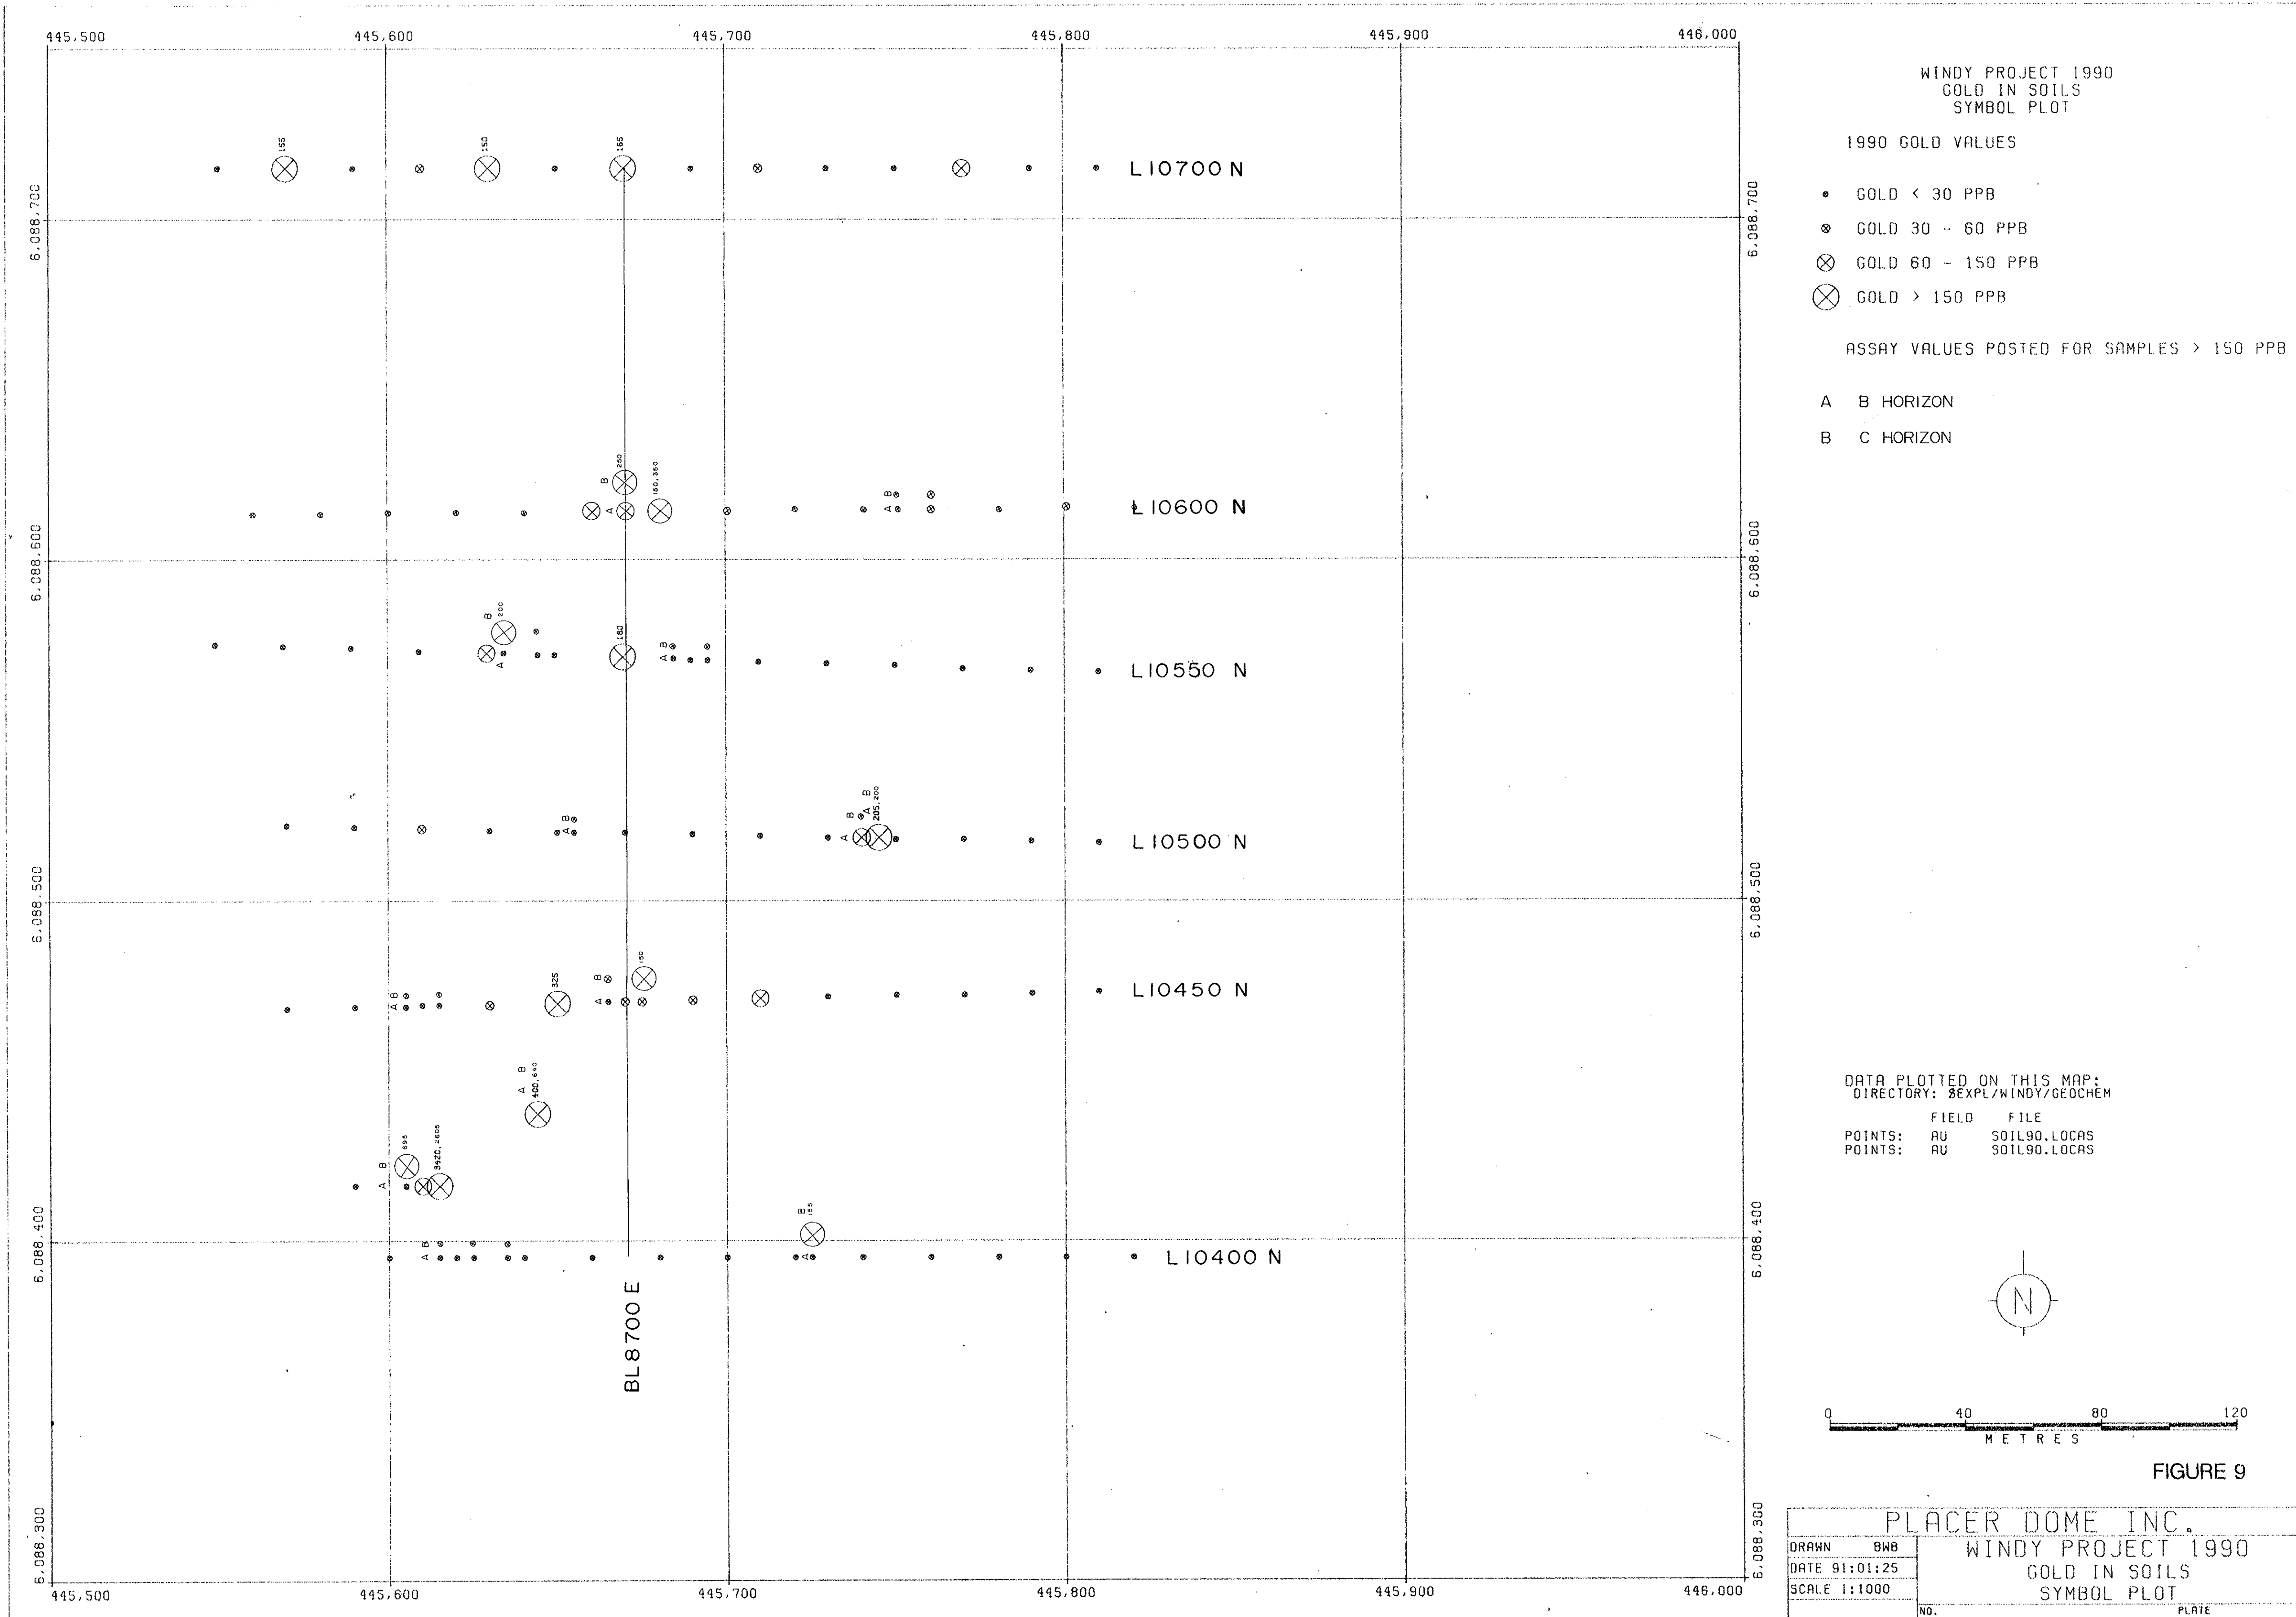 445,500 445,600 445,700 445,800 445,900 446,000
WINDY PROJECT 1990
GOLD IN SOILS
SYMBOL PLOT
1990 GOLD VALUES
GOLD < 30 PPB
GOLD 30 - 60 PPB
GOLD 60 - 150 PPB
GOLD > 150 PPB
ASSAY VALUES POSTED FOR SAMPLES > 150 PPB
A B HORIZON
B C HORIZON
155 150 165
L10700 N
6,088,700 6,088,700
B 250 150,350
A
B
A
L10600 N
6,088,600 6,088,600
B 200
A
180
B
A
L10550 N
B
A
B
A
A B
205,200
L10500 N
6,088,500 6,088,500
B
A
325
B
A
150
L10450 N
A B
400,640
B 695
A
3420,2605
6,088,400 6,088,400
B
A
B 155
A
L10400 N
BL8700 E
DATA PLOTTED ON THIS MAP:
DIRECTORY: &EXPL/WINDY/GEOCHEM
FIELD FILE
POINTS: AU SOIL90.LOCAS
POINTS: AU SOIL90.LOCAS
N
0 40 80 120
METRES
FIGURE 9
6,088,300 6,088,300
445,500 445,600 445,700 445,800 445,900 446,000
PLACER DOME INC.
DRAWN BWB
DATE 91:01:25
SCALE 1:1000
WINDY PROJECT 1990
GOLD IN SOILS
SYMBOL PLOT
NO. PLATE